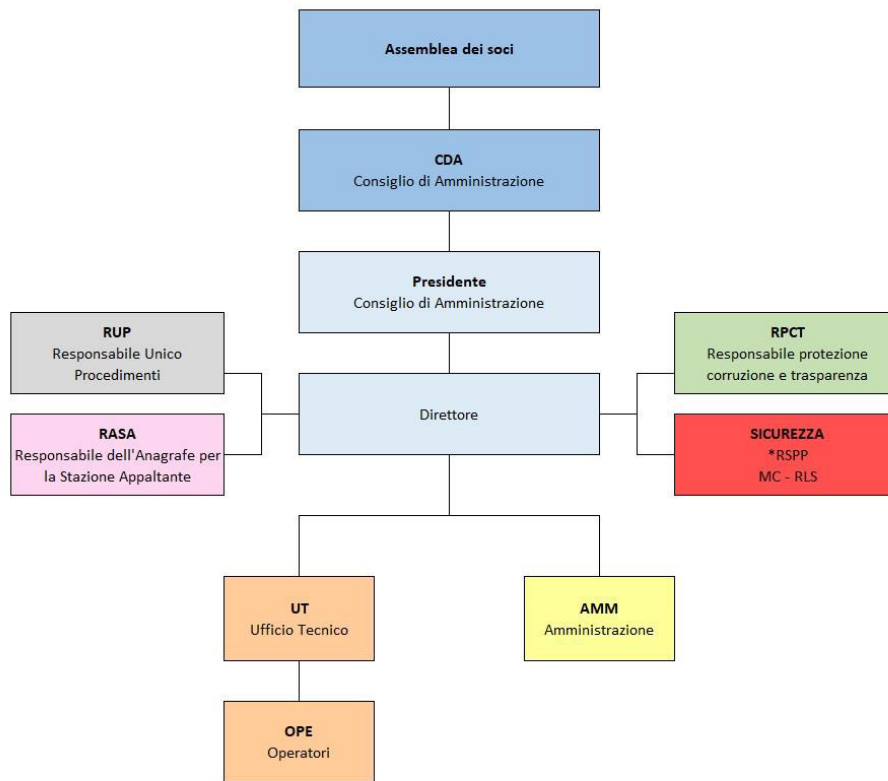 Assemblea dei soci
CDA
Consiglio di Amministrazione
Presidente
Consiglio di Amministrazione
RUP
Responsabile Unico
Procedimenti
RPCT
Responsabile protezione
corruzione e trasparenza
Direttore
RASA
Responsabile dell'Anagrafe per
la Stazione Appaltante
SICUREZZA
*RSPP
MC - RLS
UT
Ufficio Tecnico
AMM
Amministrazione
OPE
Operatori